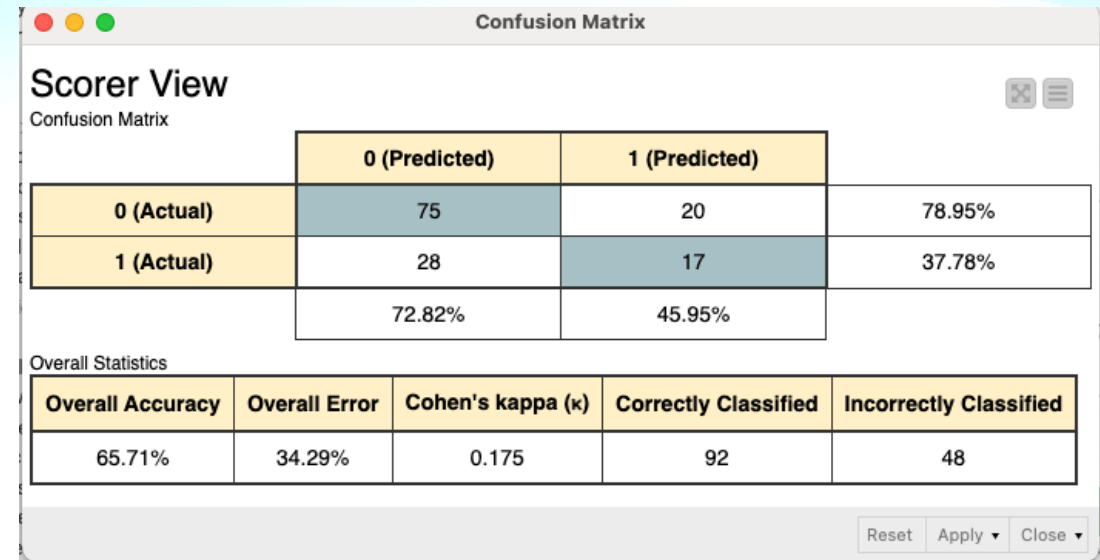 Confusion Matrix
Scorer View
Confusion Matrix
0 (Predicted) 1 (Predicted)
0 (Actual) 75 20 78.95%
1 (Actual) 28 17 37.78%
72.82% 45.95%
Overall Statistics
Overall Accuracy Overall Error Cohen's kappa (κ) Correctly Classified Incorrectly Classified
65.71% 34.29% 0.175 92 48
Reset Apply Close